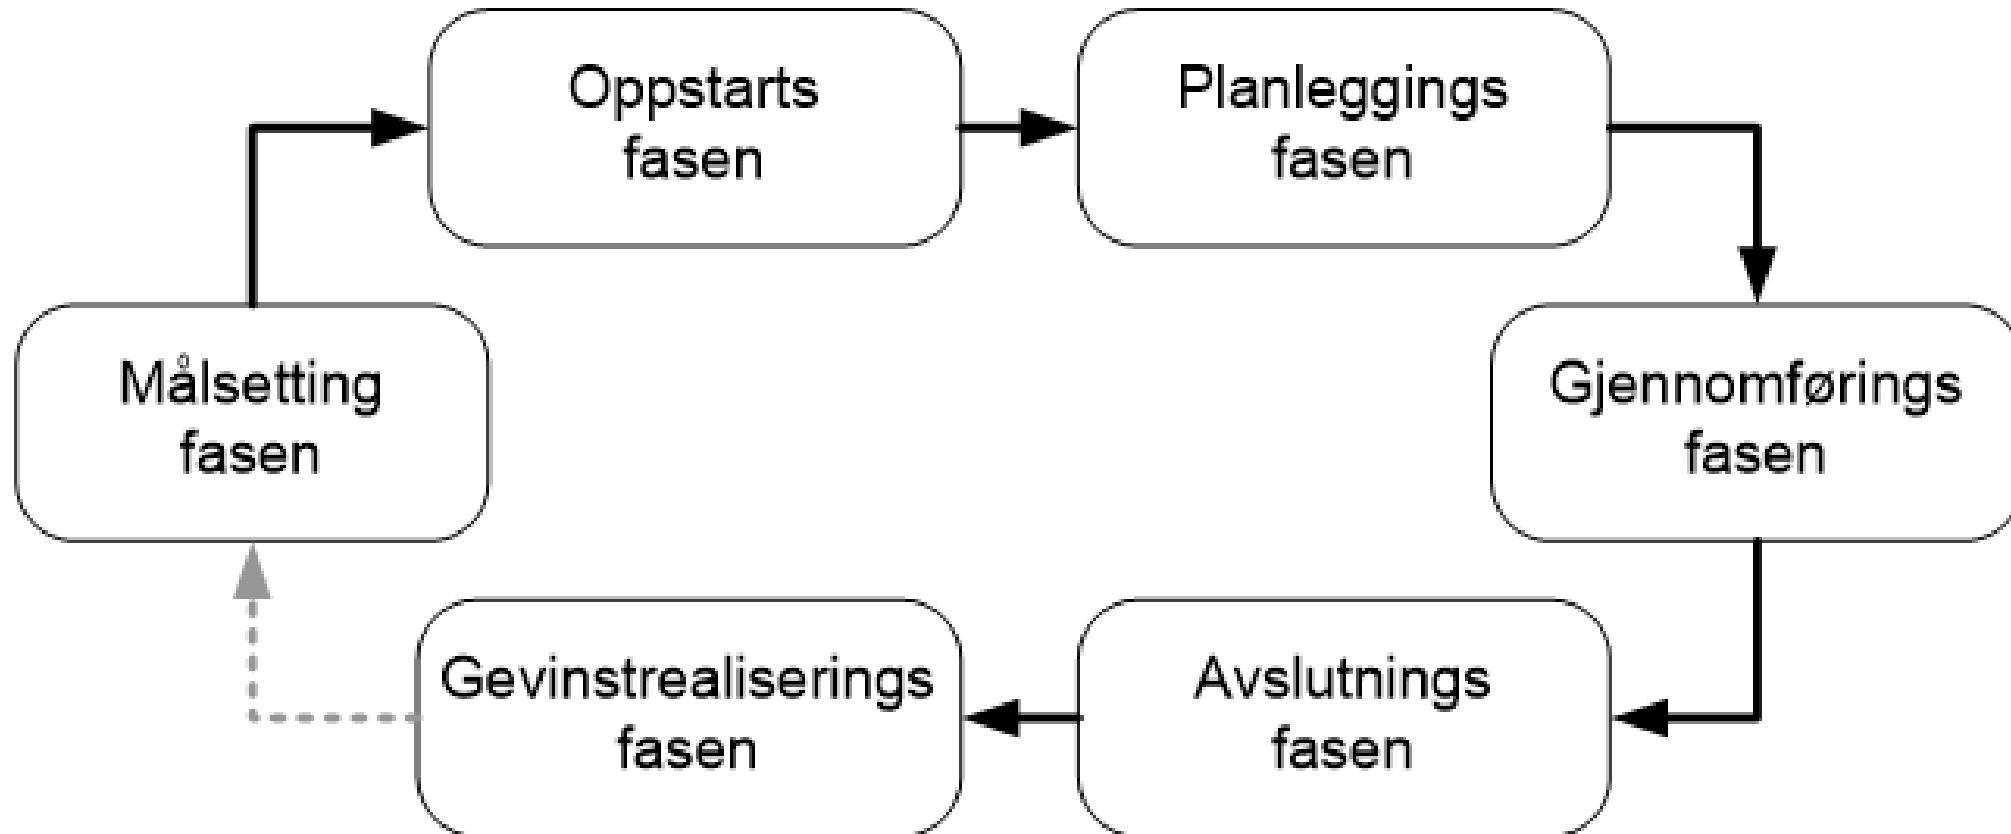 Oppstarts
fasen
Planleggings
fasen
Målsetting
fasen
Gjennomførings
fasen
Gevinstrealiserings
fasen
Avslutnings
fasen